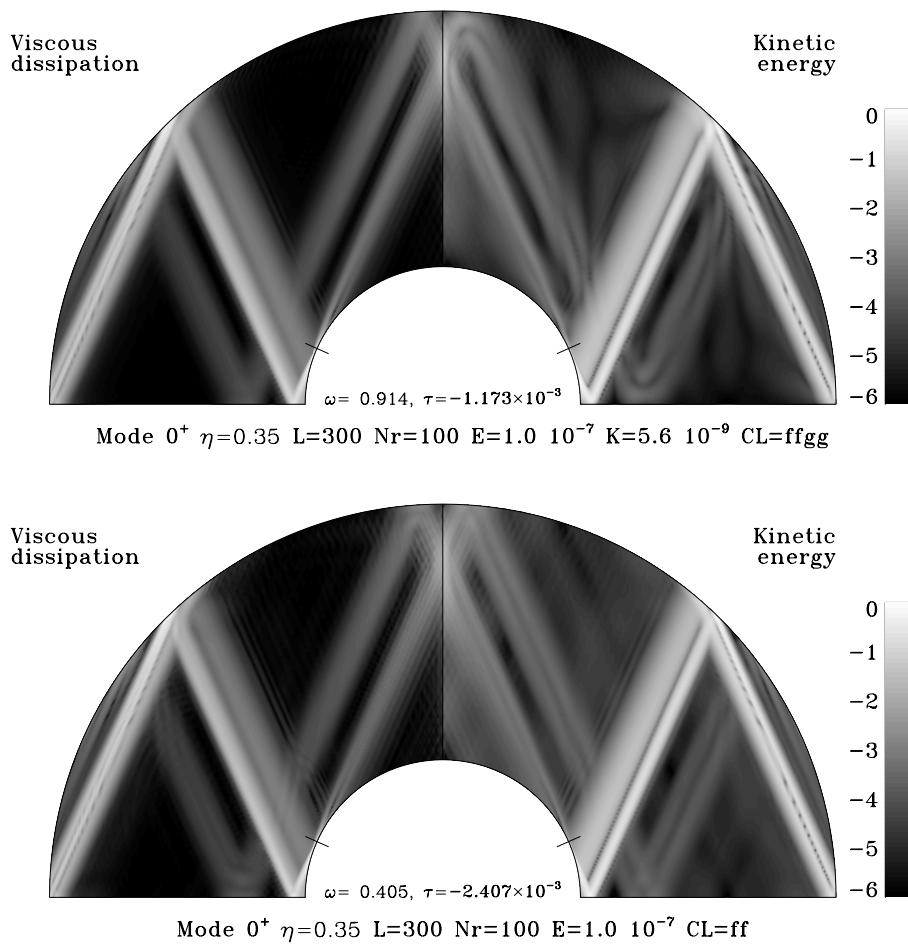 Viscous
dissipation
Kinetic
energy
0
−1
−2
−3
−4
−5
−6
ω= 0.914, τ=−1.173×10⁻³
Mode 0⁺ η=0.35 L=300 Nr=100 E=1.0 10⁻⁷ K=5.6 10⁻⁹ CL=ffgg
Viscous
dissipation
Kinetic
energy
0
−1
−2
−3
−4
−5
−6
ω= 0.405, τ=−2.407×10⁻³
Mode 0⁺ η=0.35 L=300 Nr=100 E=1.0 10⁻⁷ CL=ff